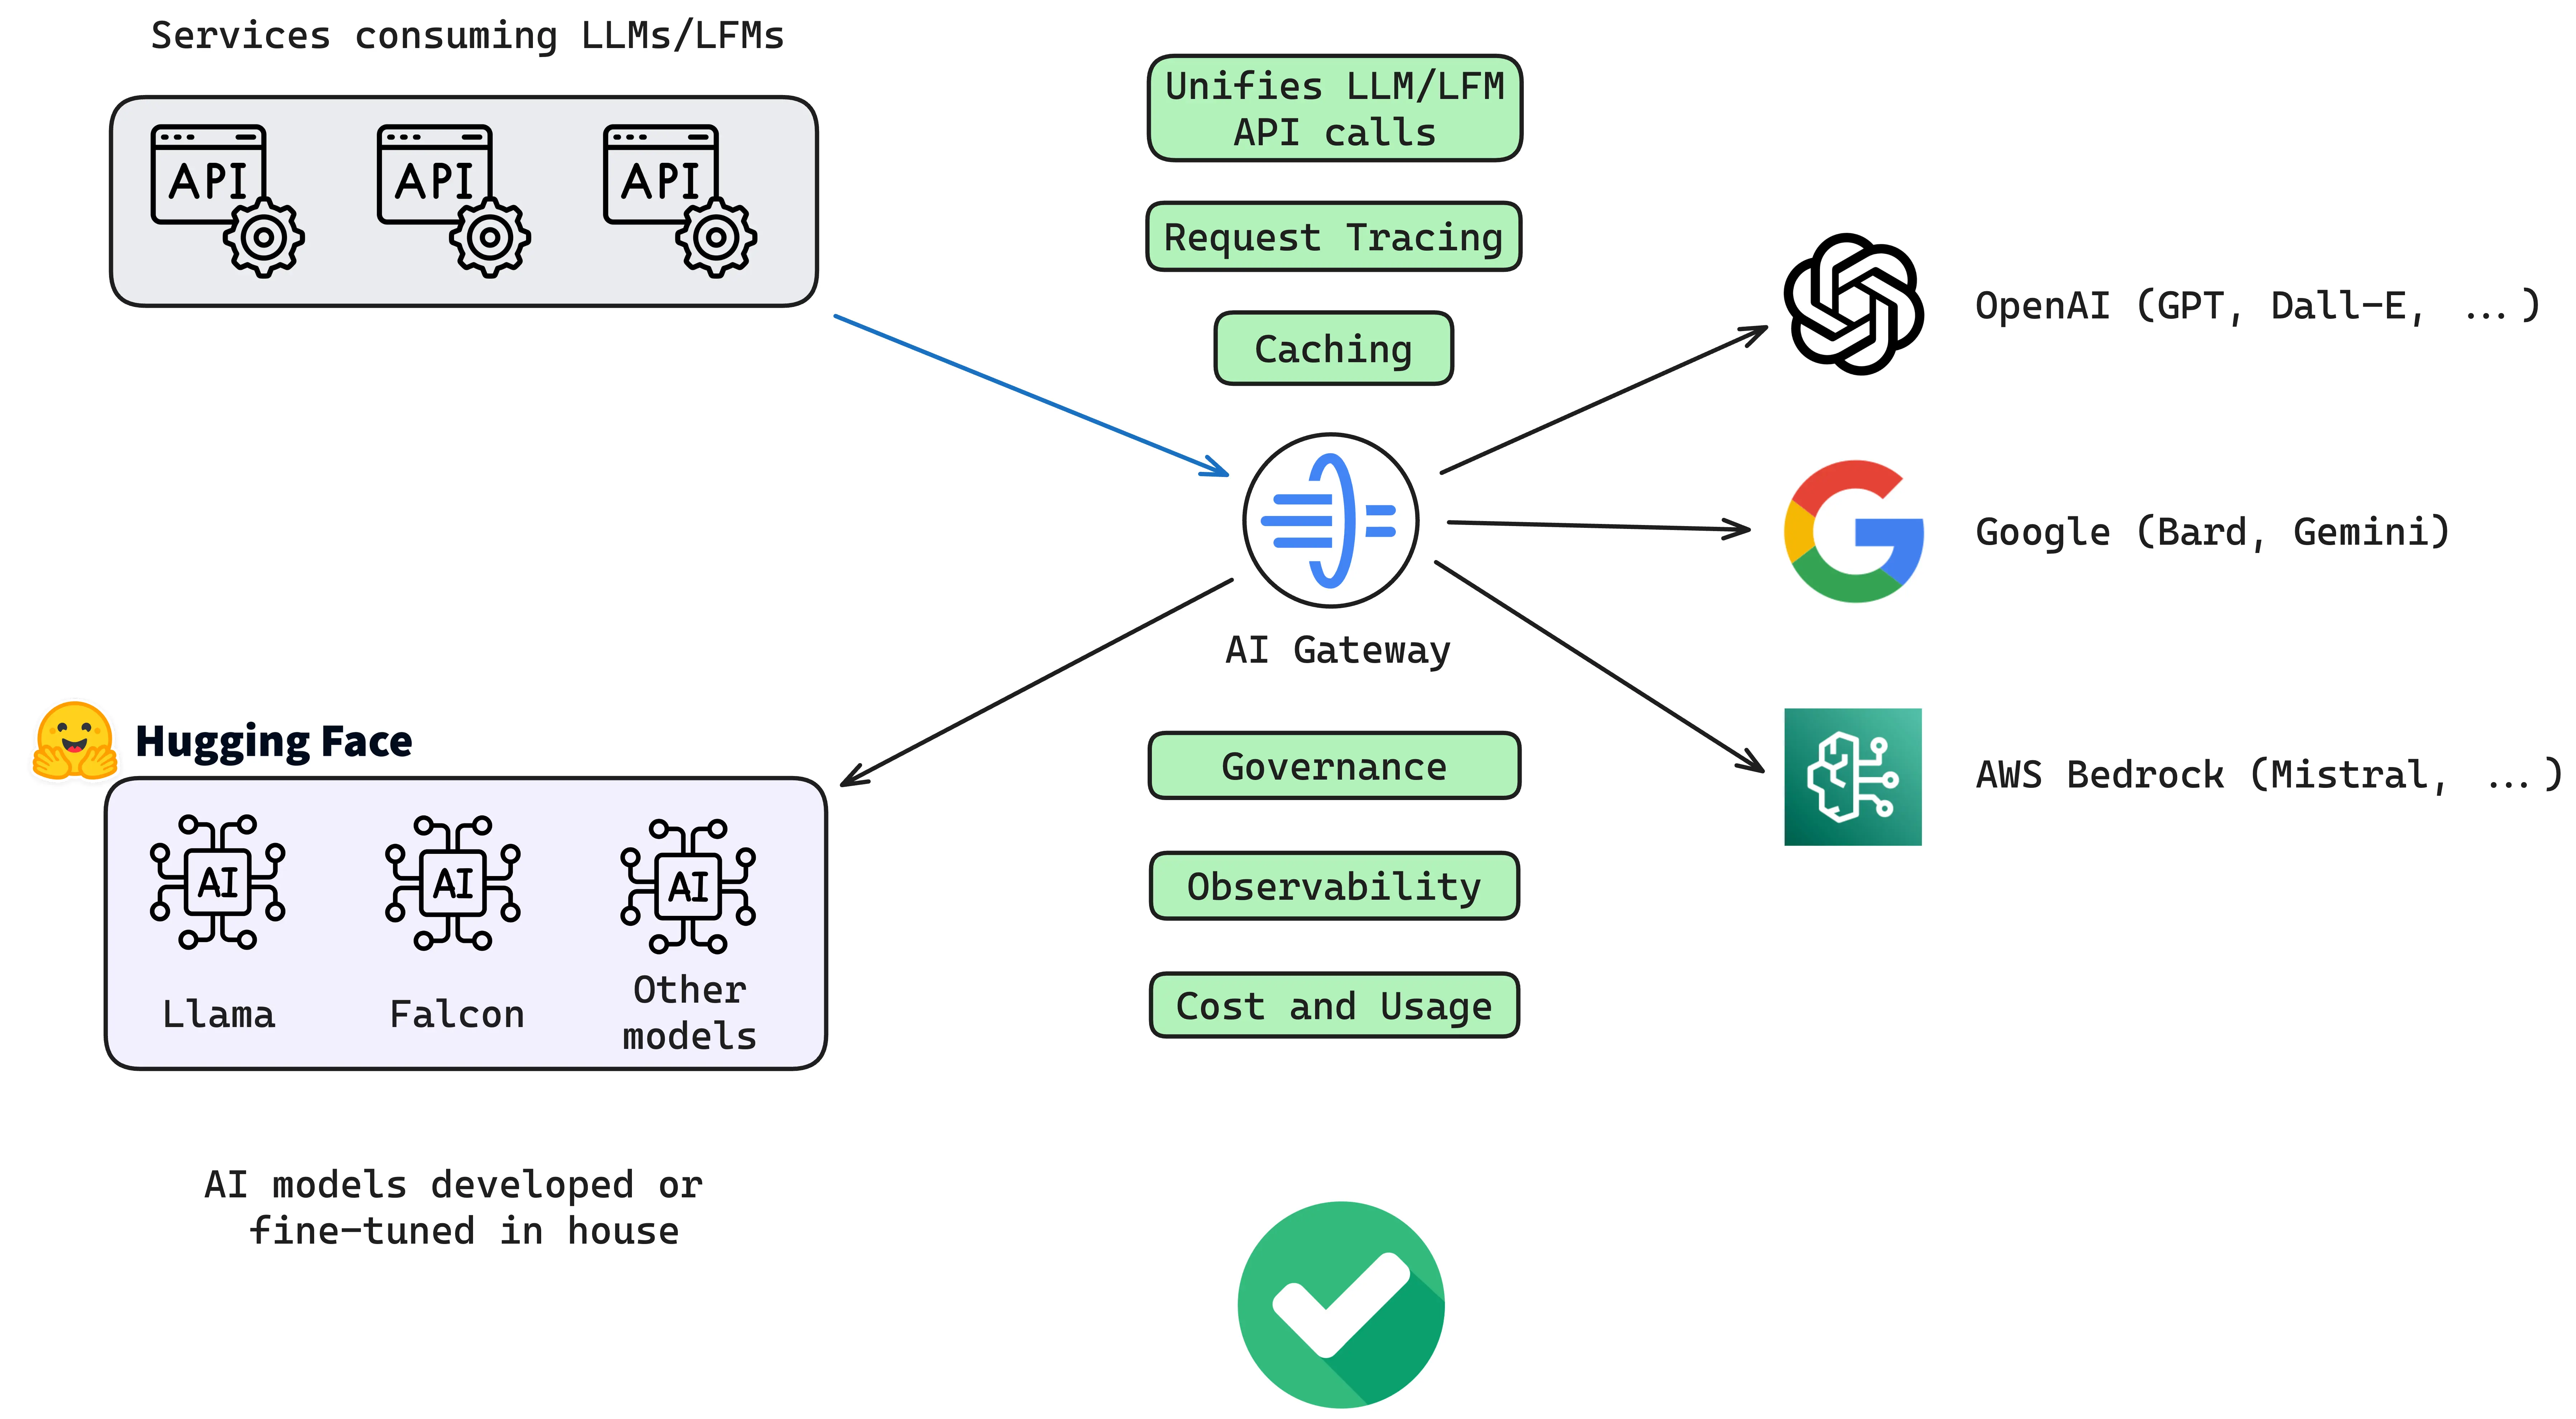 Services consuming LLMs/LFMs
API
API
API
Unifies LLM/LFM
API calls
Request Tracing
Caching
AI Gateway
OpenAI (GPT, Dall-E, ...)
Google (Bard, Gemini)
AWS Bedrock (Mistral, ...)
Hugging Face
AI
AI
AI
Llama
Falcon
Other
models
AI models developed or
fine-tuned in house
Governance
Observability
Cost and Usage